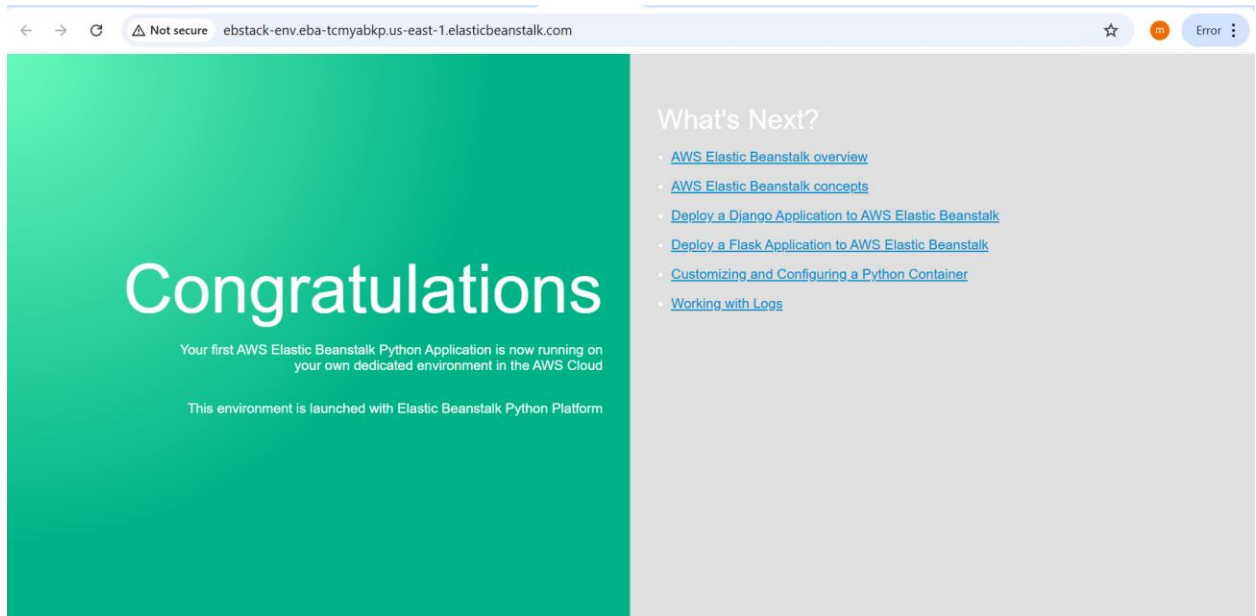 Not secure ebstack-env.eba-tcmyabkp.us-east-1.elasticbeanstalk.com
m
Error
Congratulations
Your first AWS Elastic Beanstalk Python Application is now running on
your own dedicated environment in the AWS Cloud
This environment is launched with Elastic Beanstalk Python Platform
What's Next?
AWS Elastic Beanstalk overview
AWS Elastic Beanstalk concepts
Deploy a Django Application to AWS Elastic Beanstalk
Deploy a Flask Application to AWS Elastic Beanstalk
Customizing and Configuring a Python Container
Working with Logs